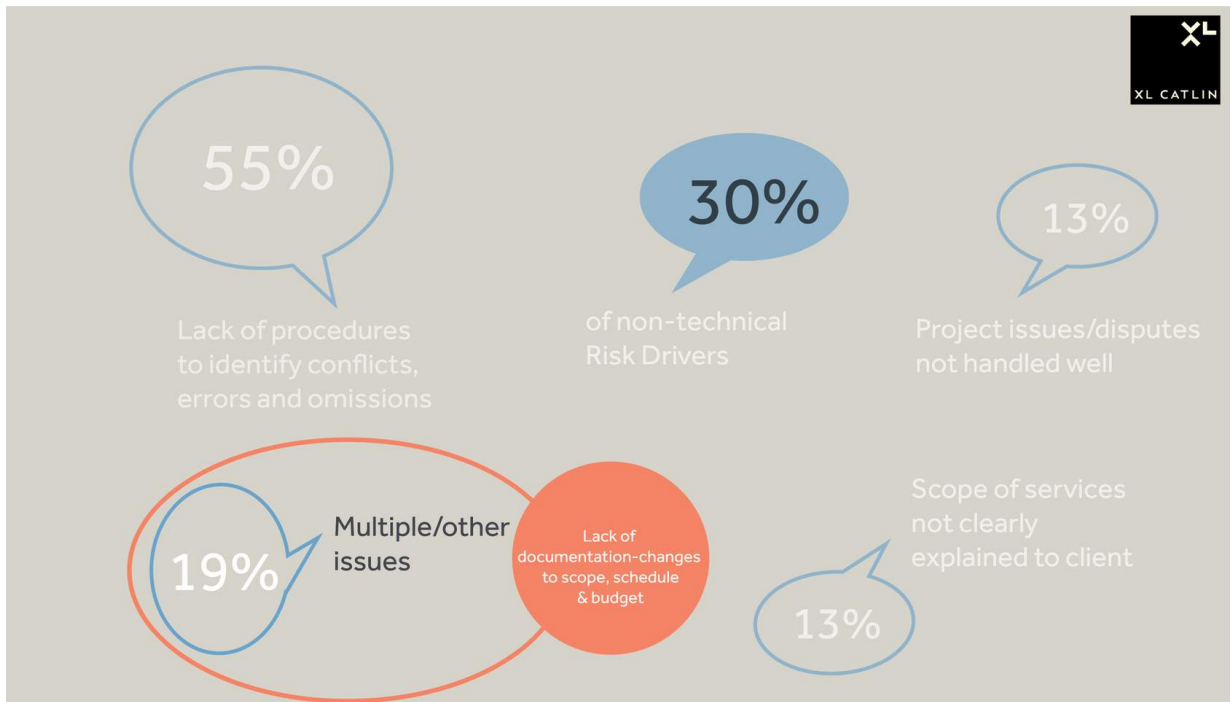 XL
XL CATLIN
55%
Lack of procedures
to identify conflicts,
errors and omissions
30%
of non-technical
Risk Drivers
13%
Project issues/disputes
not handled well
19%
Multiple/other
issues
Lack of
documentation-changes
to scope, schedule
& budget
Scope of services
not clearly
explained to client
13%